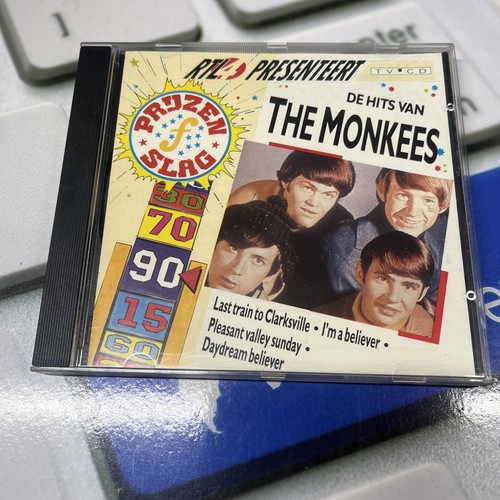 RTL4 PRESENTEERT
TV CD
DE HITS VAN
THE MONKEES
PRIJZEN
f
SLAG
30
70
90
15
60
Last train to Clarksville • I'm a believer •
Pleasant valley sunday •
Daydream believer
enter